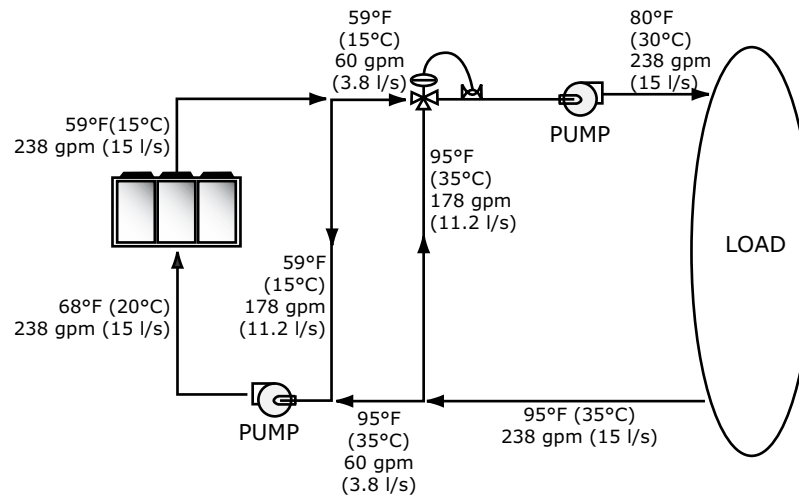 59°F
(15°C)
60 gpm
(3.8 l/s)
80°F
(30°C)
238 gpm
(15 l/s)
59°F(15°C)
238 gpm (15 l/s)
PUMP
95°F
(35°C)
178 gpm
(11.2 l/s)
LOAD
59°F
(15°C)
178 gpm
(11.2 l/s)
68°F (20°C)
238 gpm (15 l/s)
PUMP
95°F
(35°C)
60 gpm
(3.8 l/s)
95°F (35°C)
238 gpm (15 l/s)